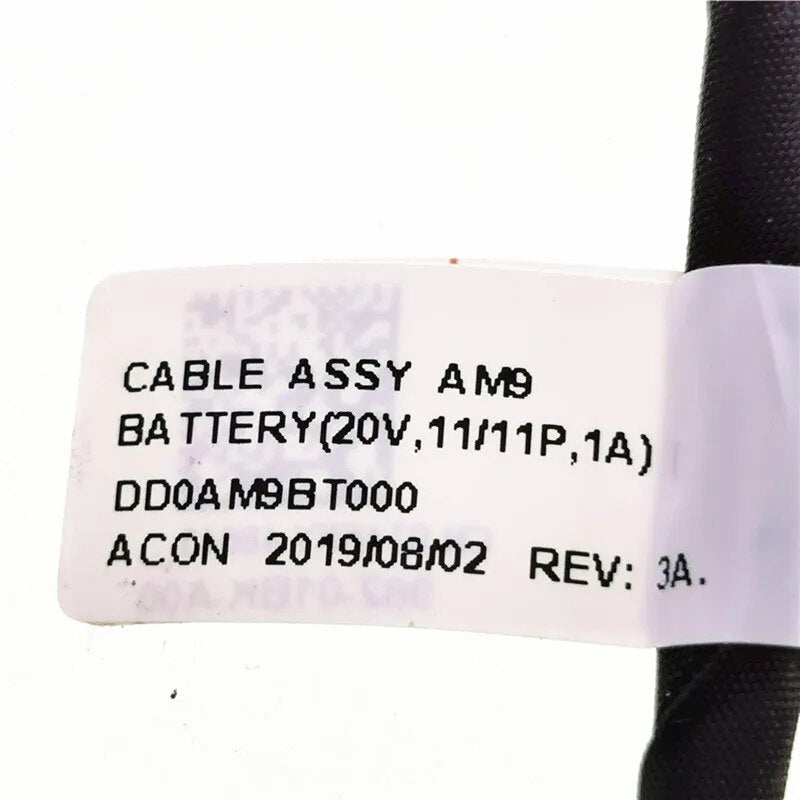 CABLE ASSY AM9
BATTERY(20V,11/11P,1A)
DD0AM9BT000
ACON 2019/08/02 REV: 3A.